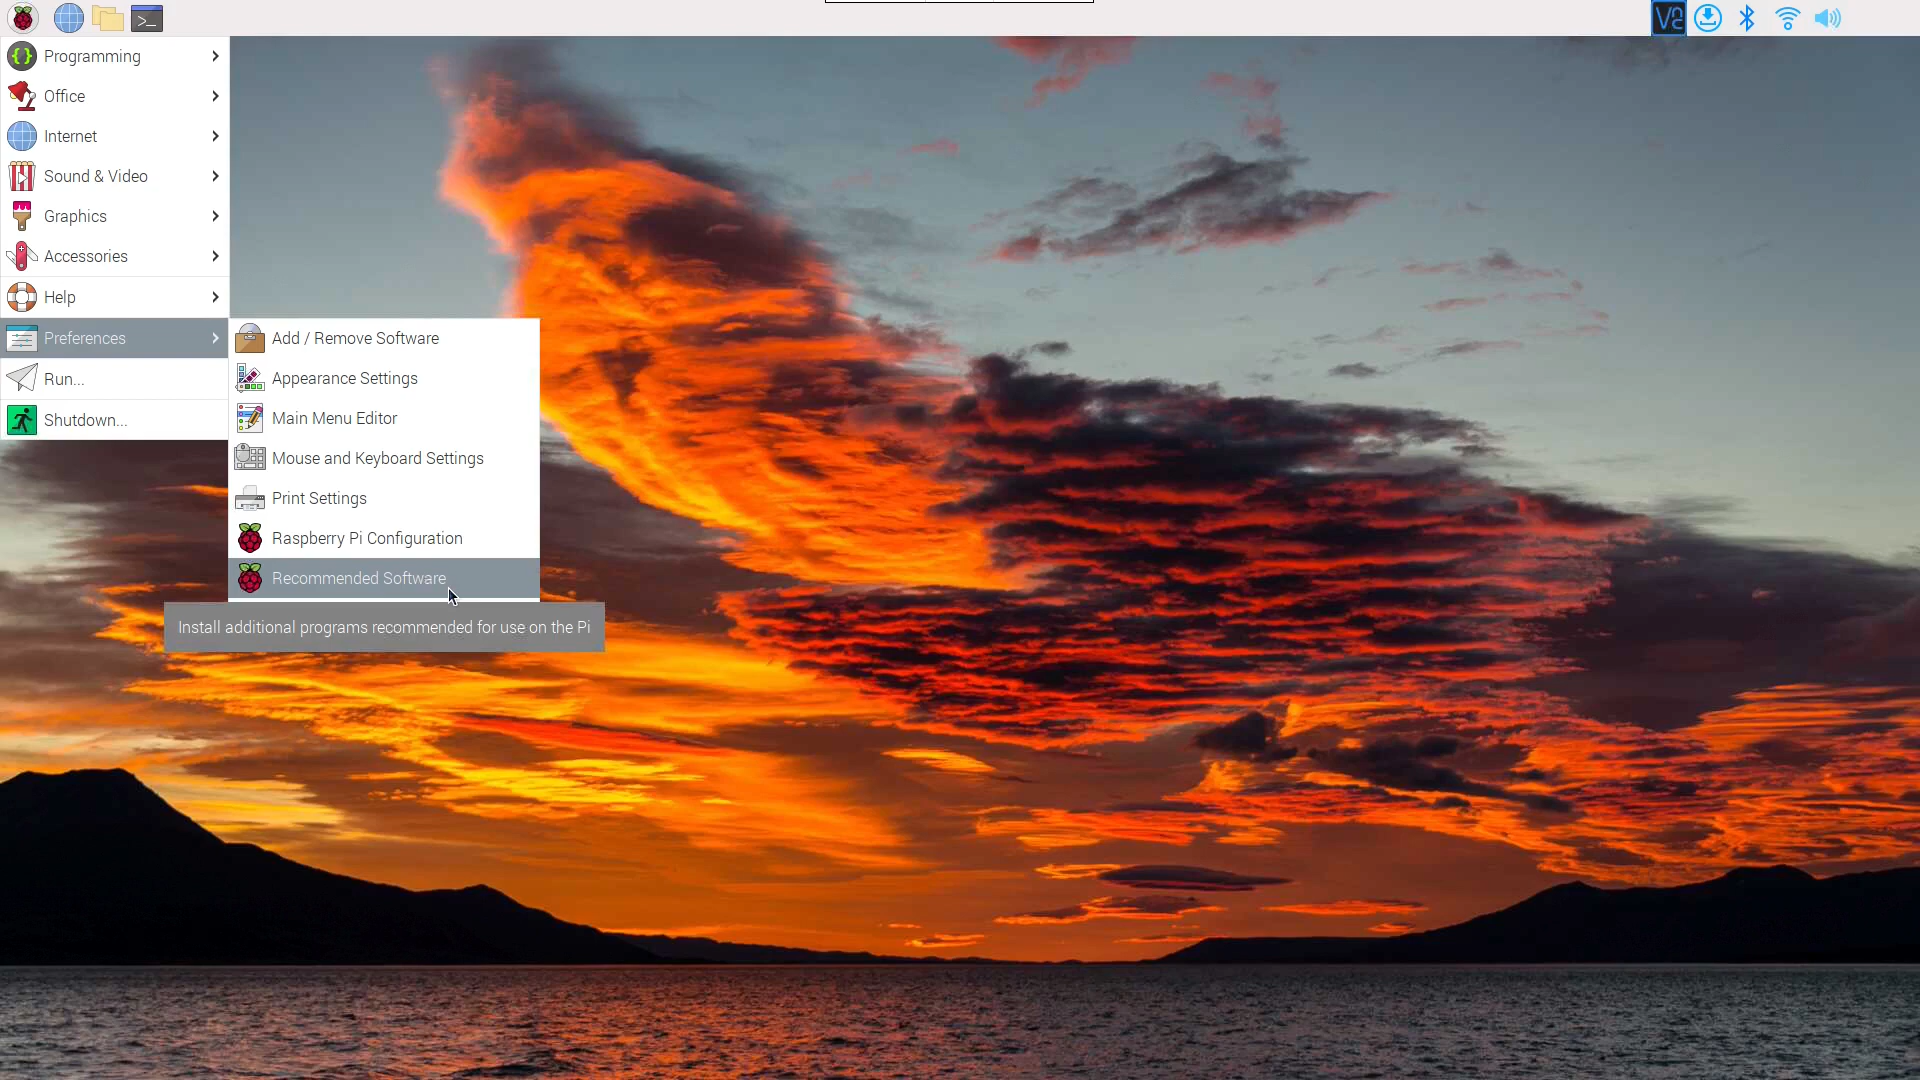 >_
V2
{}
Programming
Office
Internet
Sound & Video
Graphics
Accessories
Help
Preferences
Run...
Shutdown...
Add / Remove Software
Appearance Settings
Main Menu Editor
Mouse and Keyboard Settings
Print Settings
Raspberry Pi Configuration
Recommended Software
Install additional programs recommended for use on the Pi